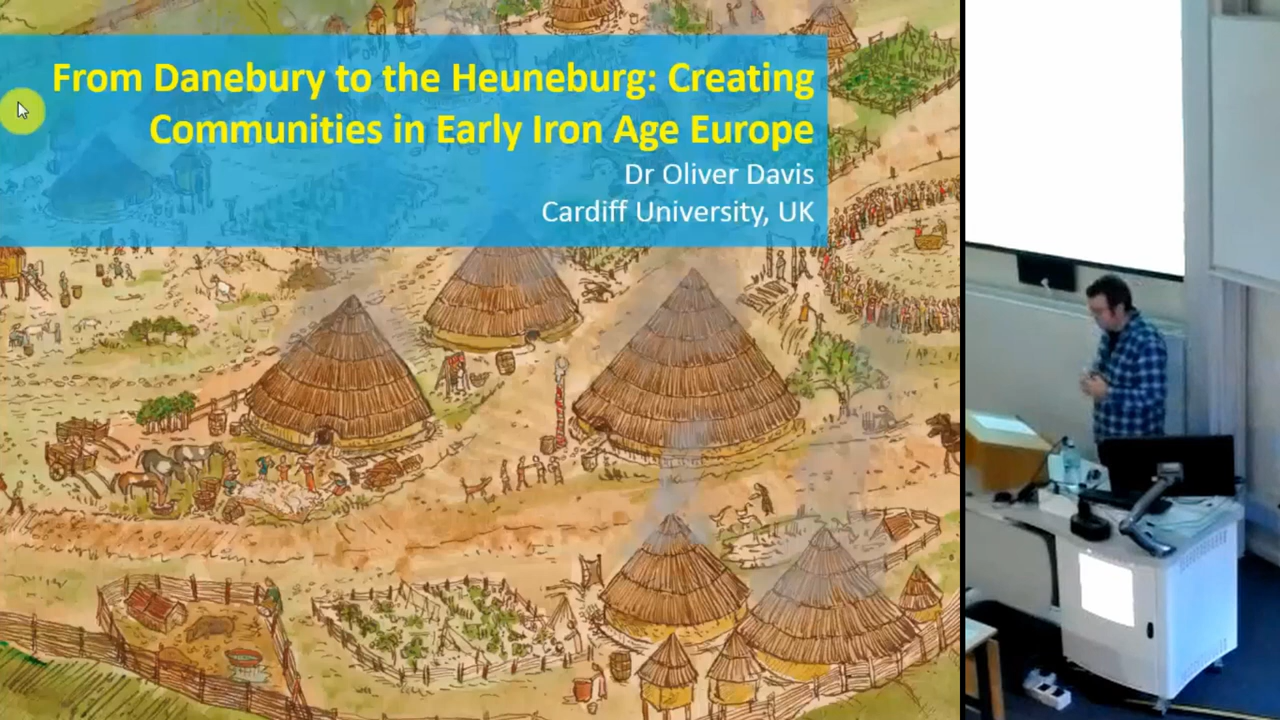 From Danebury to the Heuneburg: Creating
Communities in Early Iron Age Europe
Dr Oliver Davis
Cardiff University, UK